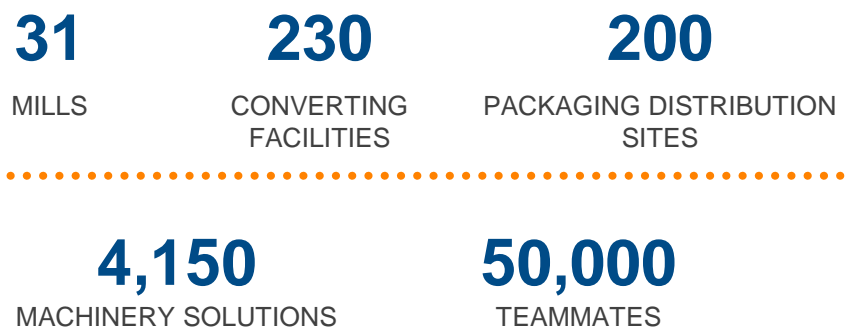 31 230 200
MILLS CONVERTING PACKAGING DISTRIBUTION
FACILITIES SITES
4,150 50,000
MACHINERY SOLUTIONS TEAMMATES